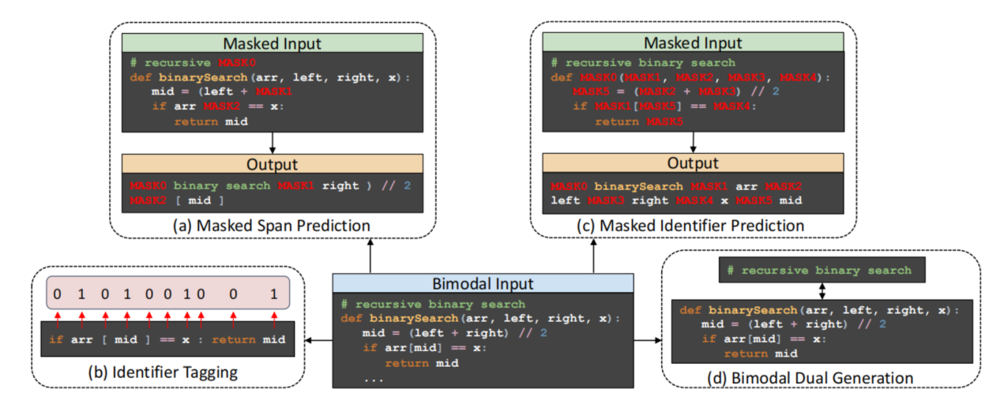 Masked Input
# recursive MASK0
def binarySearch(arr, left, right, x):
mid = (left + MASK1
if arr MASK2 == x:
return mid
Output
MASK0 binary search MASK1 right ) // 2
MASK2 [ mid ]
(a) Masked Span Prediction
Masked Input
# recursive binary search
def MASK0(MASK1, MASK2, MASK3, MASK4):
MASK5 = (MASK2 + MASK3) // 2
if MASK1[MASK5] == MASK4:
return MASK5
Output
MASK0 binarySearch MASK1 arr MASK2
left MASK3 right MASK4 x MASK5 mid
(c) Masked Identifier Prediction
0 1 0 1 0 0 1 0 0 1
if arr [ mid ] == x : return mid
(b) Identifier Tagging
Bimodal Input
# recursive binary search
def binarySearch(arr, left, right, x):
mid = (left + right) // 2
if arr[mid] == x:
return mid
...
# recursive binary search
def binarySearch(arr, left, right, x):
mid = (left + right) // 2
if arr[mid] == x:
return mid
(d) Bimodal Dual Generation